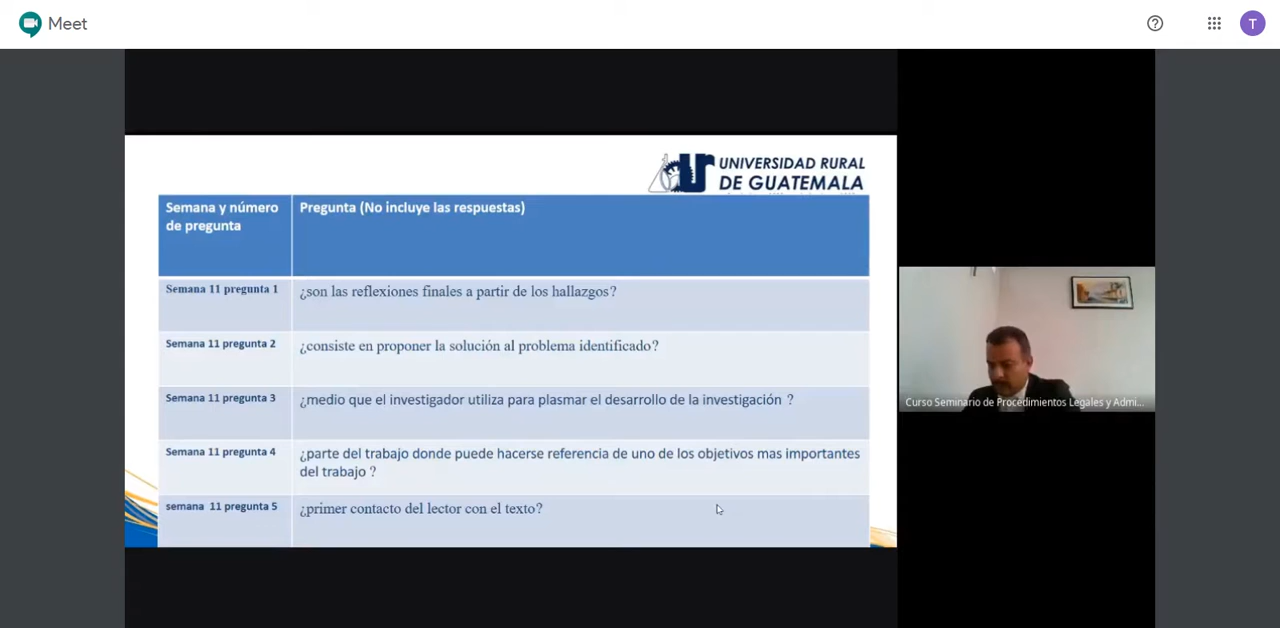 Meet
T
UNIVERSIDAD RURAL
DE GUATEMALA
Semana y número
de pregunta
Pregunta (No incluye las respuestas)
Semana 11 pregunta 1
¿son las reflexiones finales a partir de los hallazgos?
Semana 11 pregunta 2
¿consiste en proponer la solución al problema identificado?
Semana 11 pregunta 3
¿medio que el investigador utiliza para plasmar el desarrollo de la investigación ?
Semana 11 pregunta 4
¿parte del trabajo donde puede hacerse referencia de uno de los objetivos mas importantes
del trabajo ?
semana 11 pregunta 5
¿primer contacto del lector con el texto?
Curso Seminario de Procedimientos Legales y Admi...